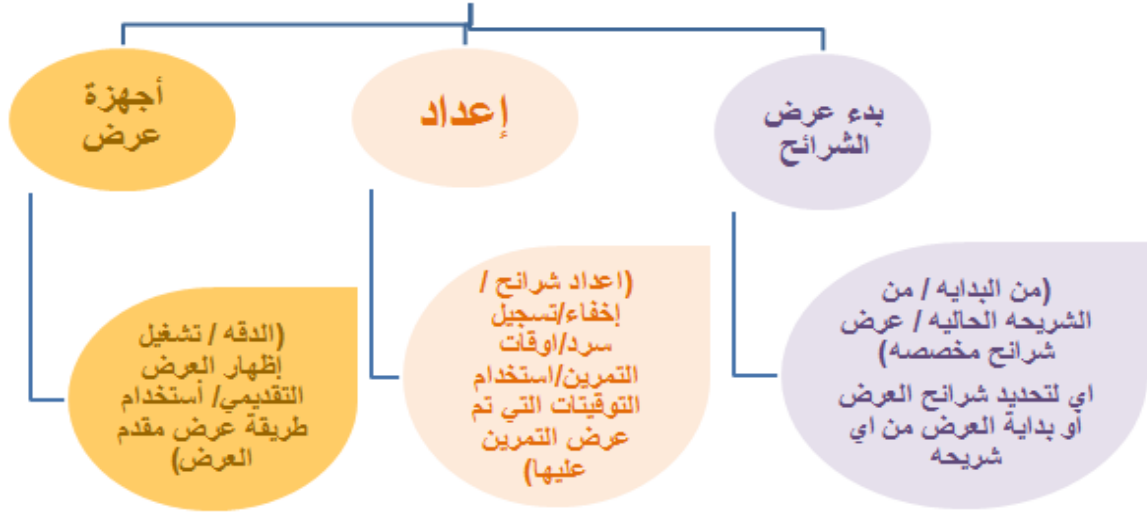 بدء عرض
الشرائح
إعداد
أجهزة
عرض
(من البدايه / من
الشريحه الحاليه / عرض
شرائح مخصصه)
اي لتحديد شرائح العرض
أو بداية العرض من اي
شريحه
(اعداد شرائح /
إخفاء/تسجيل
سرد/اوقات
التمرين/استخدام
التوقيتات التي تم
عرض التمرين
عليها)
(الدقه / تشغيل
إظهار العرض
التقديمي/ أستخدام
طريقة عرض مقدم
العرض)